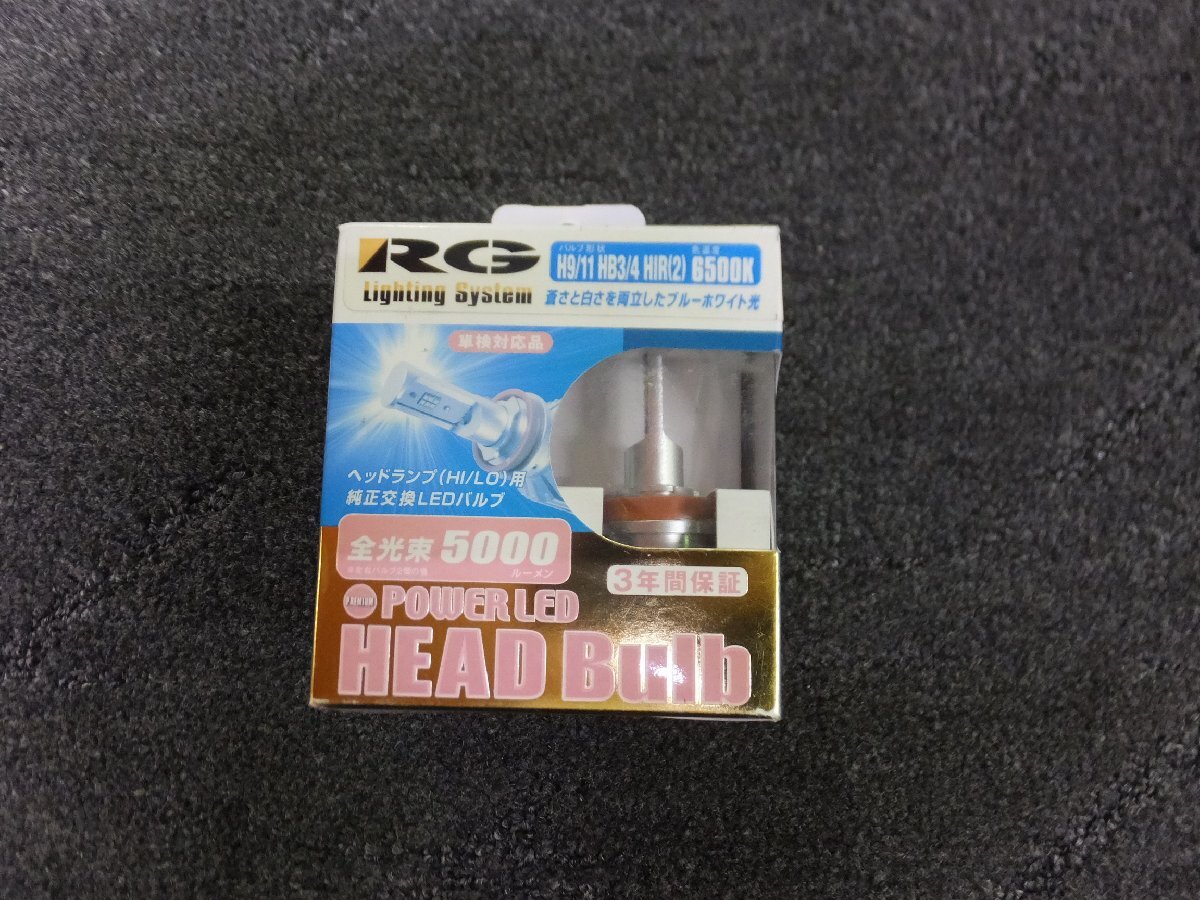 RG
Lighting System
バルブ形状
色温度
H9/11 HB3/4 HIR(2) 6500K
蒼さと白さを両立したブルーホワイト光
車検対応品
ヘッドランプ(HI/LO)用
純正交換LEDバルブ
全光束 5000
ルーメン
3年間保証
PREMIUM POWER LED
HEAD Bulb